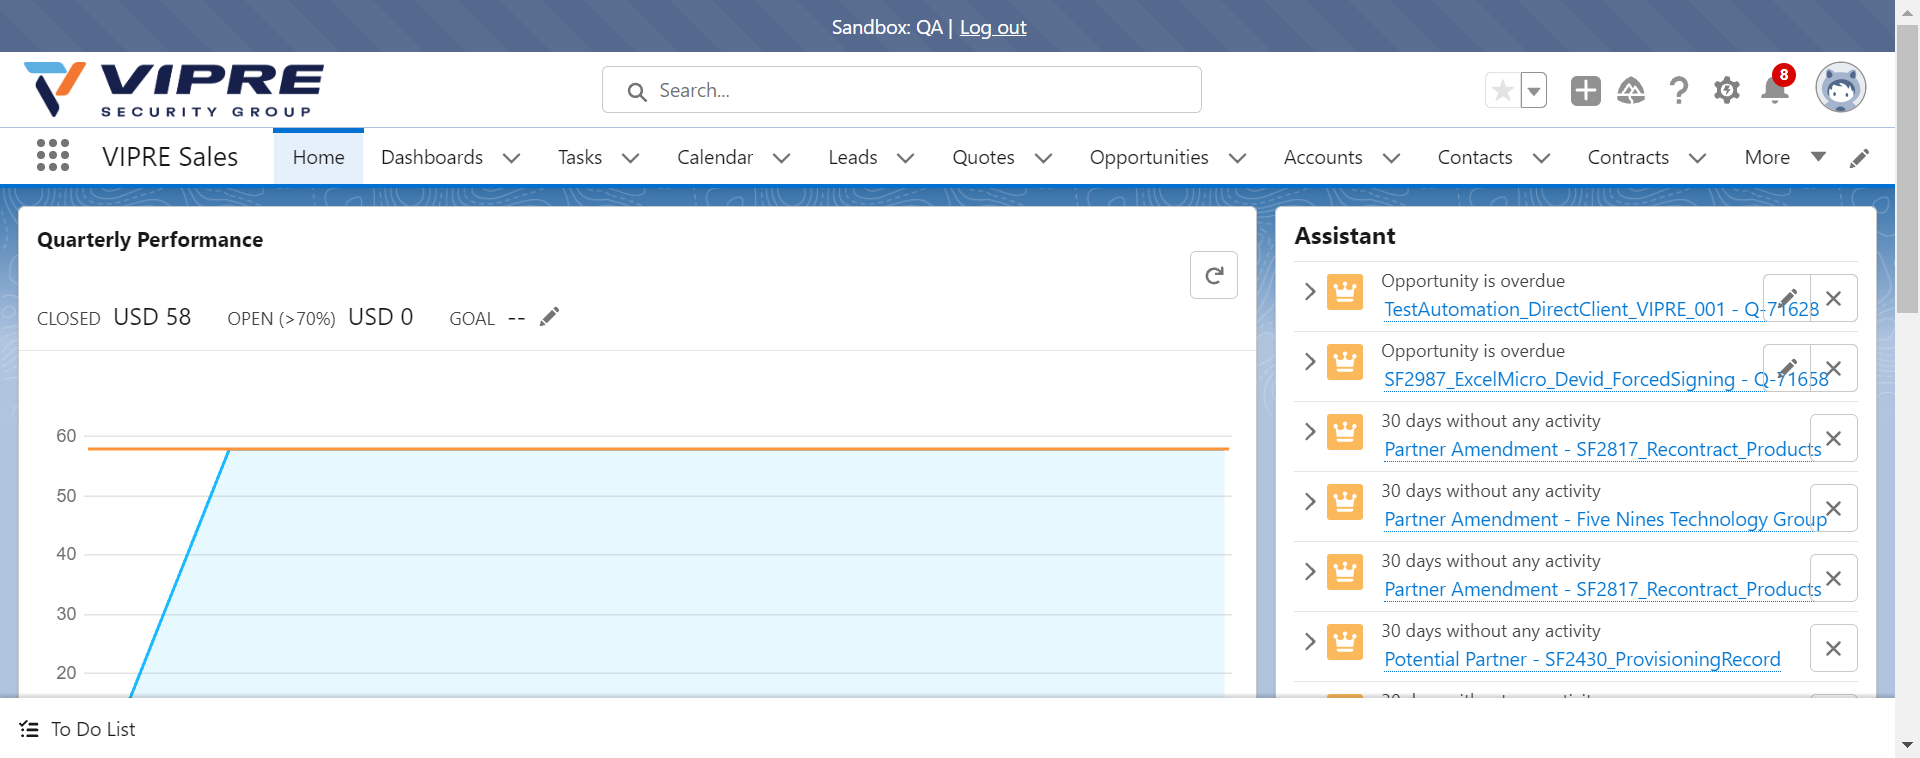 Sandbox: QA | Log out
VIPRE
SECURITY GROUP
Search...
8
VIPRE Sales
Home
Dashboards
Tasks
Calendar
Leads
Quotes
Opportunities
Accounts
Contacts
Contracts
More
Quarterly Performance
CLOSED USD 58 OPEN (>70%) USD 0 GOAL --
60
50
40
30
20
Assistant
Opportunity is overdue
TestAutomation_DirectClient_VIPRE_001 - Q-71628
Opportunity is overdue
SF2987_ExcelMicro_Devid_ForcedSigning - Q-71658
30 days without any activity
Partner Amendment - SF2817_Recontract_Products
30 days without any activity
Partner Amendment - Five Nines Technology Group
30 days without any activity
Partner Amendment - SF2817_Recontract_Products
30 days without any activity
Potential Partner - SF2430_ProvisioningRecord
To Do List